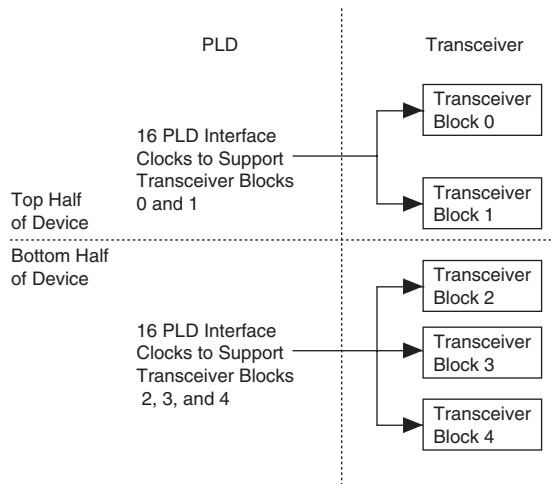 PLD
Transceiver
Transceiver
Block 0
16 PLD Interface
Clocks to Support
Transceiver Blocks
0 and 1
Transceiver
Block 1
Top Half
of Device
Bottom Half
of Device
Transceiver
Block 2
16 PLD Interface
Clocks to Support
Transceiver Blocks
2, 3, and 4
Transceiver
Block 3
Transceiver
Block 4